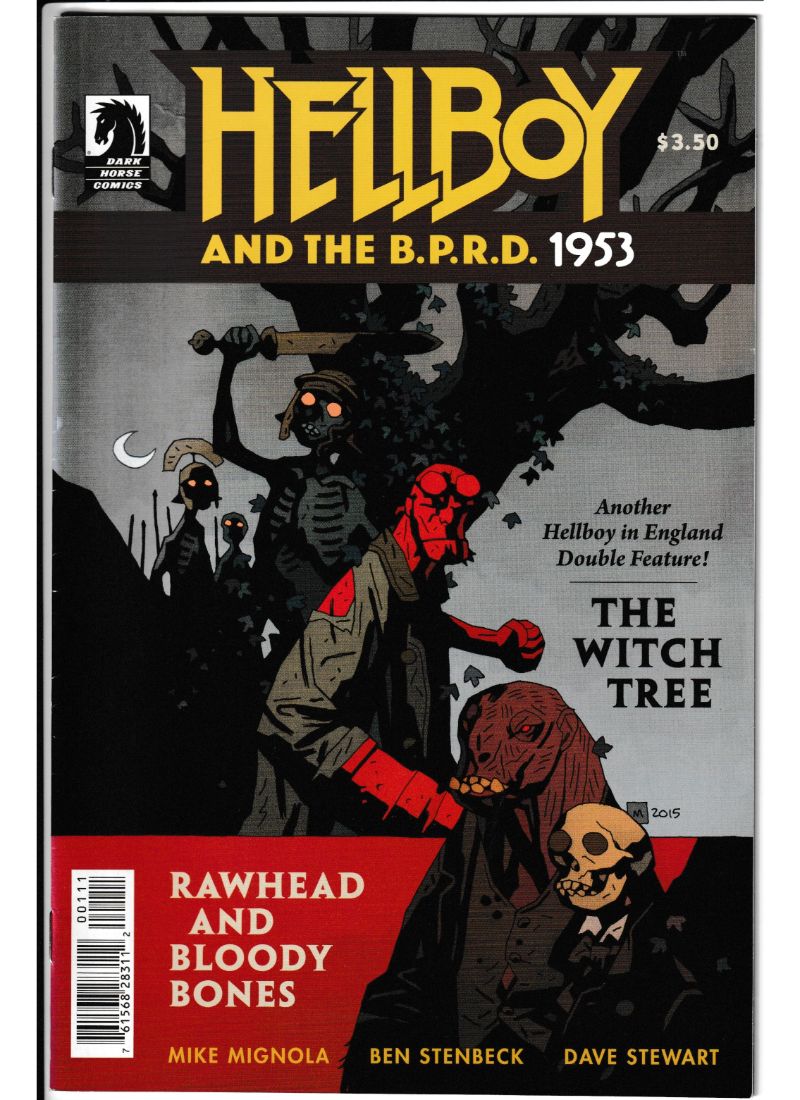 HELLBOY
™
$3.50
DARK
HORSE
COMICS
®
AND THE B.P.R.D. 1953
Another
Hellboy in England
Double Feature!
THE
WITCH
TREE
M 2015
RAWHEAD
AND
BLOODY
BONES
00111
7 61568 28311 2
MIKE MIGNOLA BEN STENBECK DAVE STEWART